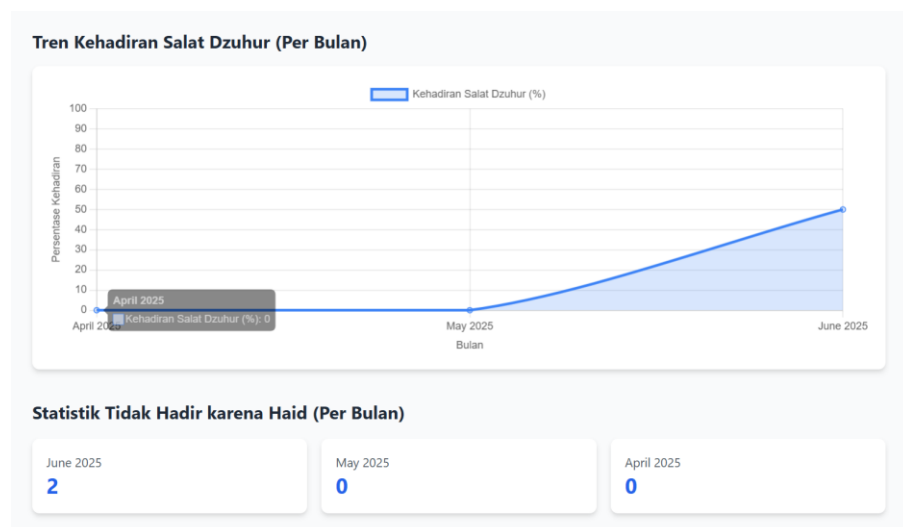 Tren Kehadiran Salat Dzuhur (Per Bulan)
Kehadiran Salat Dzuhur (%)
Persentase Kehadiran
100
90
80
70
60
50
40
30
20
10
0
April 2025
Kehadiran Salat Dzuhur (%): 0
April 2025
May 2025
June 2025
Bulan
Statistik Tidak Hadir karena Haid (Per Bulan)
June 2025
2
May 2025
0
April 2025
0